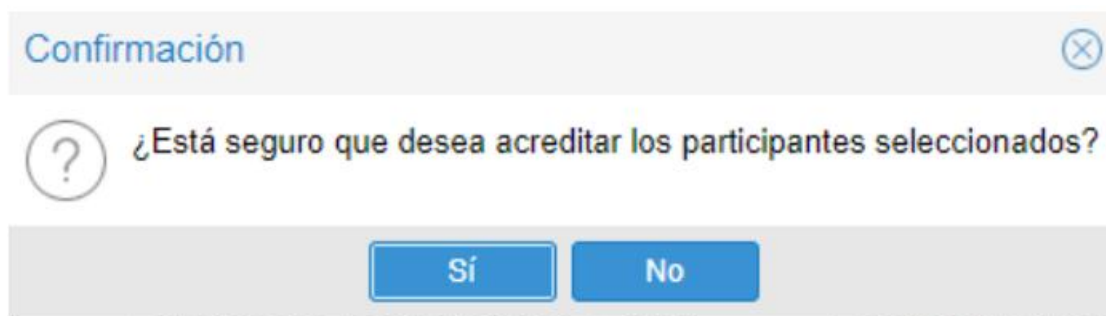 Confirmación
¿Está seguro que desea acreditar los participantes seleccionados?
Sí
No